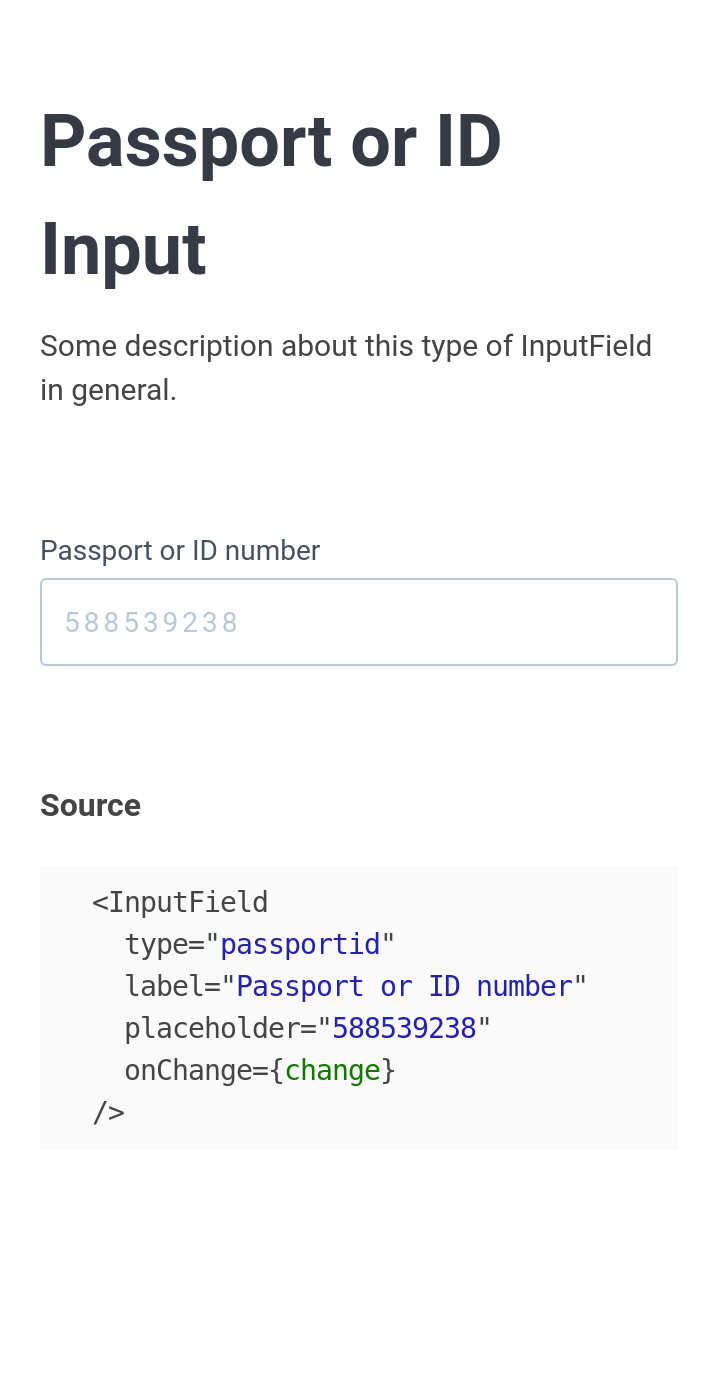 Passport or ID
Input
Some description about this type of InputField
in general.
Passport or ID number
588539238
Source
<InputField
type="passportid"
label="Passport or ID number"
placeholder="588539238"
onChange={change}
/>